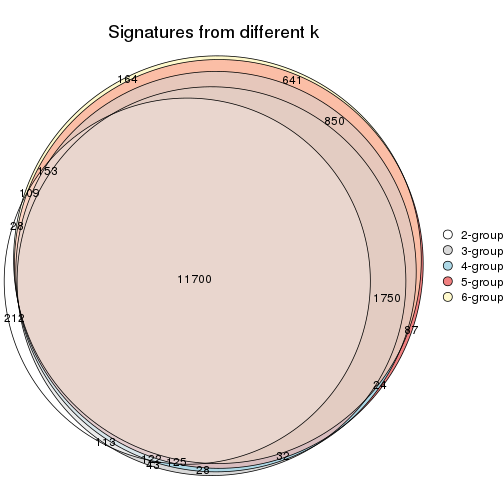 Signatures from different k
164
641
850
153
109
28
11700
1750
212
87
24
113
122
43
125
28
32
2-group
3-group
4-group
5-group
6-group